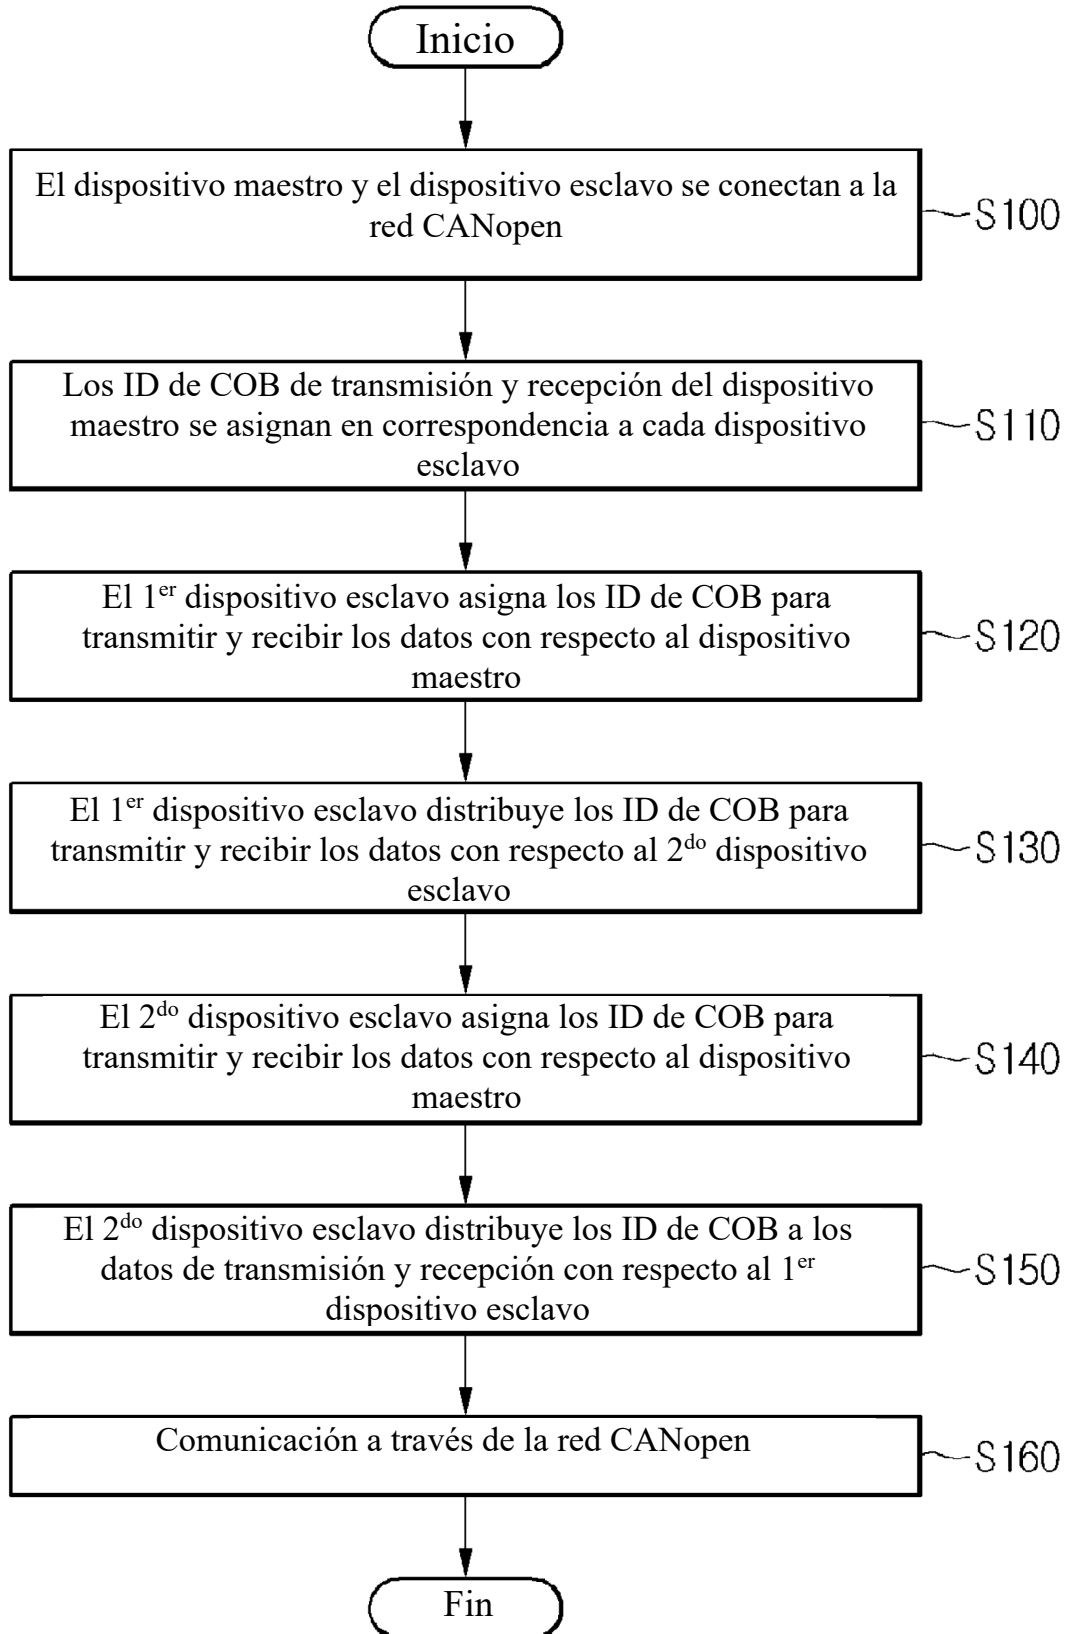 Inicio
El dispositivo maestro y el dispositivo esclavo se conectan a la
red CANopen
S100
Los ID de COB de transmisión y recepción del dispositivo
maestro se asignan en correspondencia a cada dispositivo
esclavo
S110
El 1er dispositivo esclavo asigna los ID de COB para
transmitir y recibir los datos con respecto al dispositivo
maestro
S120
El 1er dispositivo esclavo distribuye los ID de COB para
transmitir y recibir los datos con respecto al 2do dispositivo
esclavo
S130
El 2do dispositivo esclavo asigna los ID de COB para
transmitir y recibir los datos con respecto al dispositivo
maestro
S140
El 2do dispositivo esclavo distribuye los ID de COB a los
datos de transmisión y recepción con respecto al 1er
dispositivo esclavo
S150
Comunicación a través de la red CANopen
S160
Fin